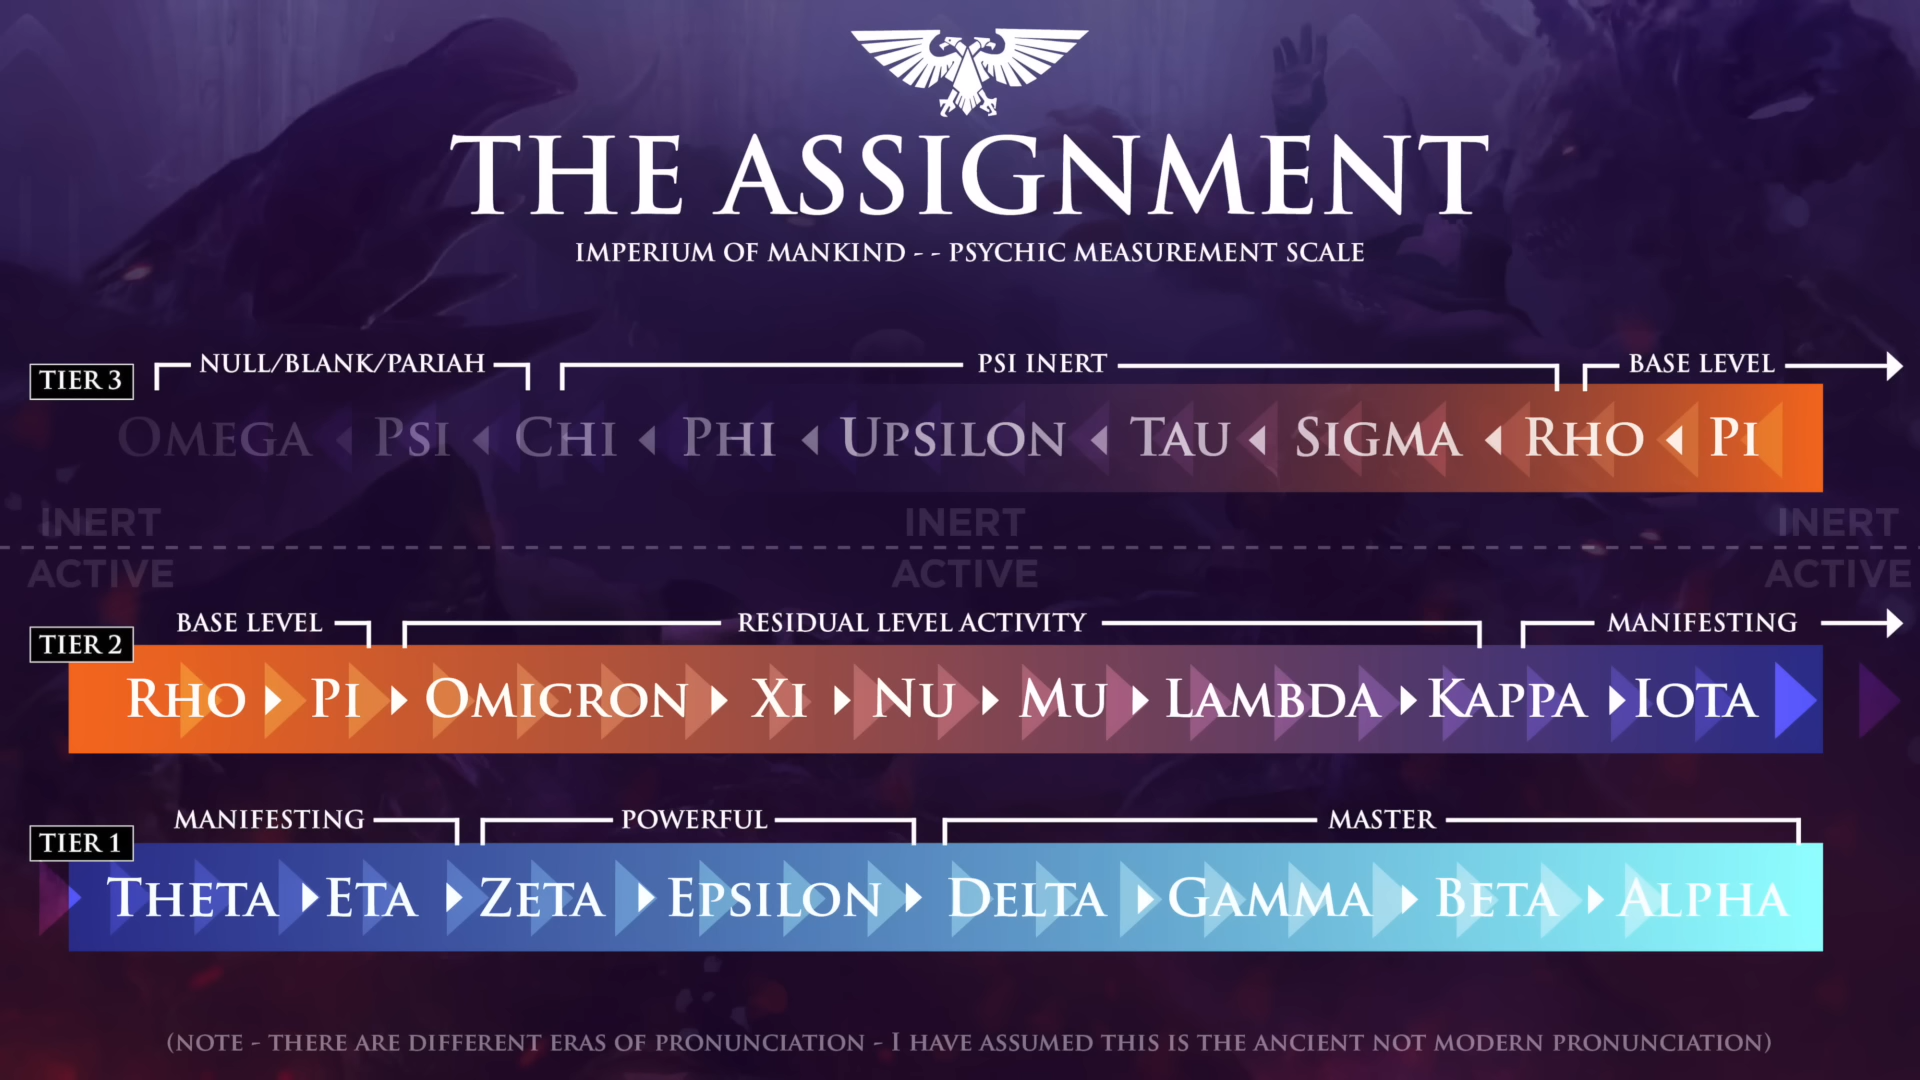 THE ASSIGNMENT
IMPERIUM OF MANKIND - - PSYCHIC MEASUREMENT SCALE
TIER 3
NULL/BLANK/PARIAH PSI INERT BASE LEVEL
OMEGA PSI CHI PHI UPSILON TAU SIGMA RHO PI
INERT INERT INERT
ACTIVE ACTIVE ACTIVE
TIER 2
BASE LEVEL RESIDUAL LEVEL ACTIVITY MANIFESTING
RHO PI OMICRON XI NU MU LAMBDA KAPPA IOTA
TIER 1
MANIFESTING POWERFUL MASTER
THETA ETA ZETA EPSILON DELTA GAMMA BETA ALPHA
(NOTE - THERE ARE DIFFERENT ERAS OF PRONUNCIATION - I HAVE ASSUMED THIS IS THE ANCIENT NOT MODERN PRONUNCIATION)